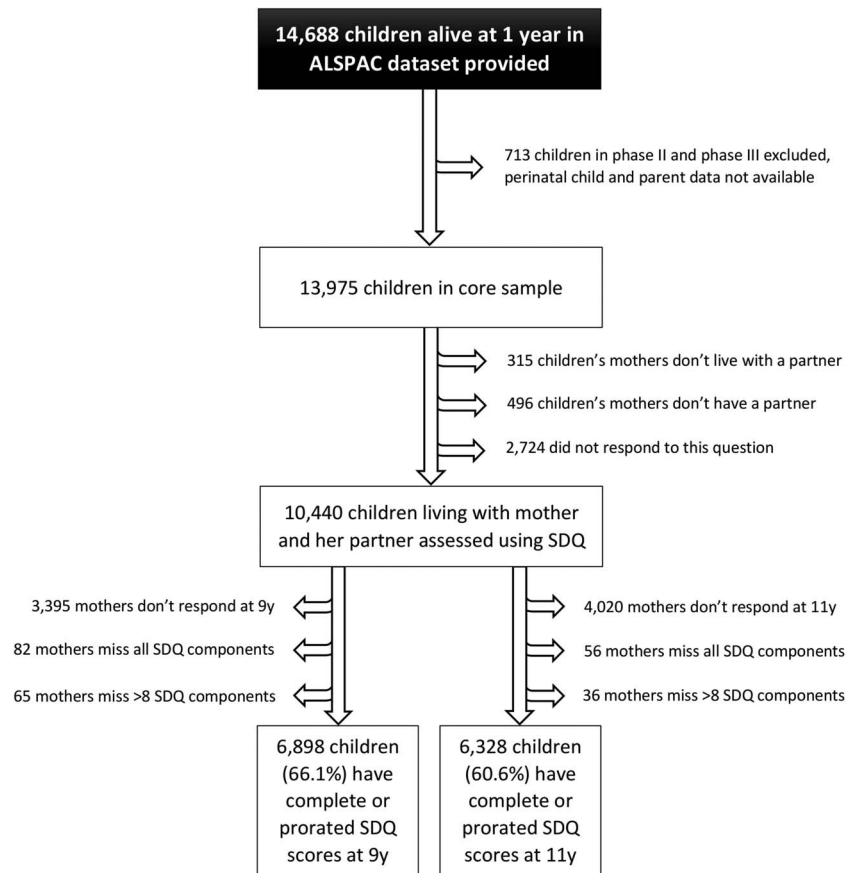 14,688 children alive at 1 year in
ALSPAC dataset provided
713 children in phase II and phase III excluded,
perinatal child and parent data not available
13,975 children in core sample
315 children's mothers don't live with a partner
496 children's mothers don't have a partner
2,724 did not respond to this question
10,440 children living with mother
and her partner assessed using SDQ
3,395 mothers don't respond at 9y
82 mothers miss all SDQ components
65 mothers miss >8 SDQ components
4,020 mothers don't respond at 11y
56 mothers miss all SDQ components
36 mothers miss >8 SDQ components
6,898 children
(66.1%) have
complete or
prorated SDQ
scores at 9y
6,328 children
(60.6%) have
complete or
prorated SDQ
scores at 11y